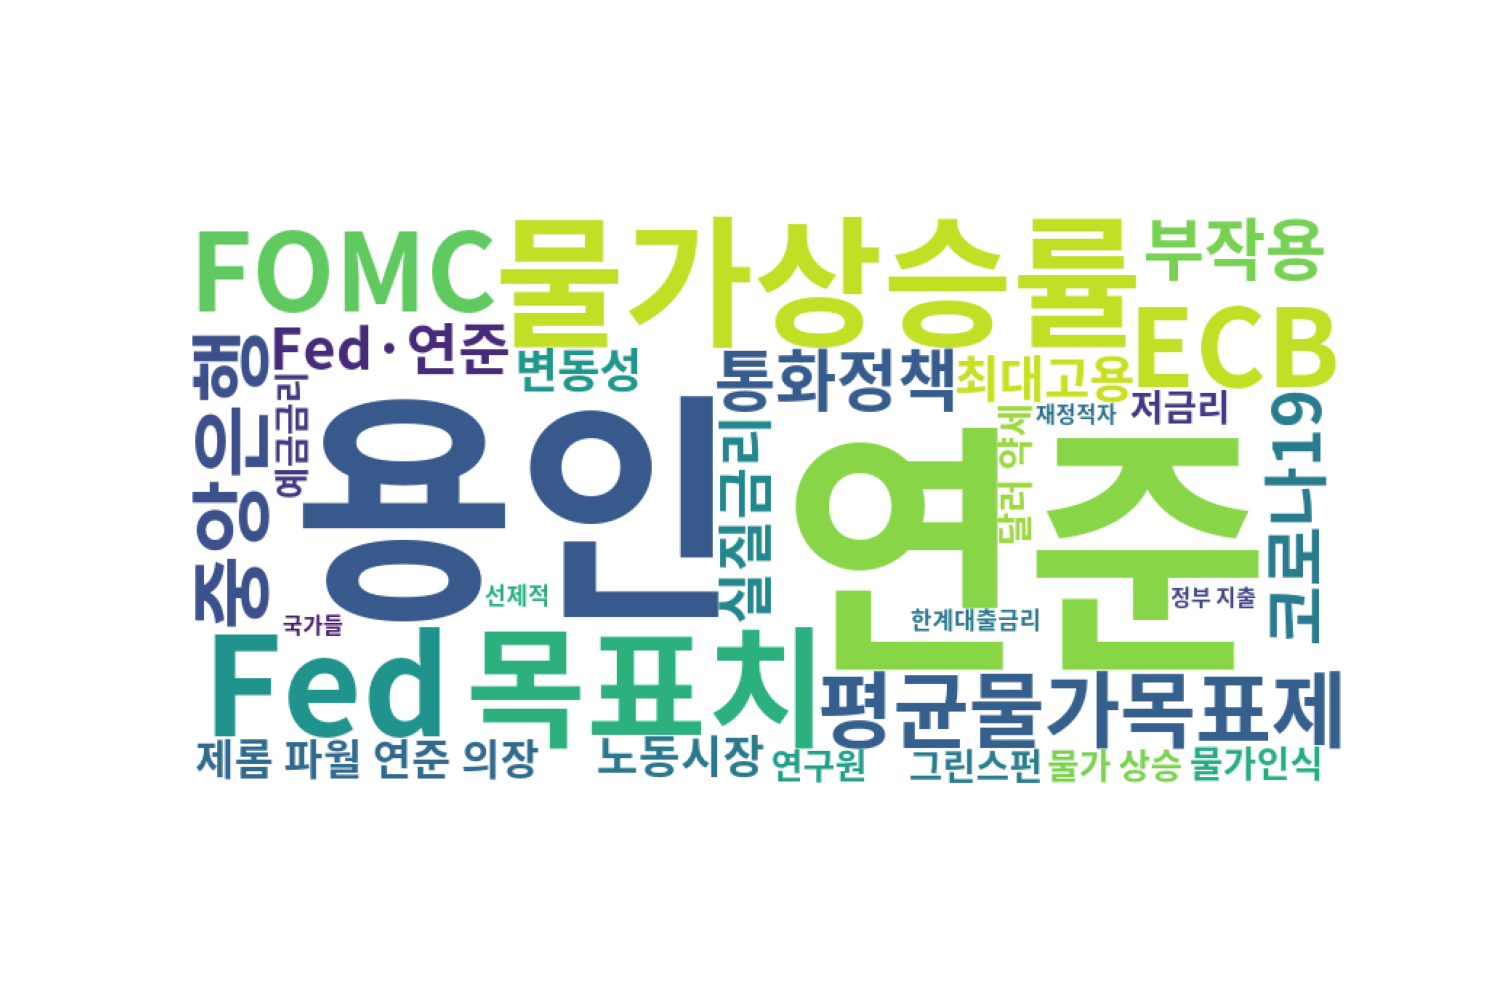 FOMC
물가상승률
부작용
ECB
Fed·연준
변동성
통화정책
최대고용
저금리
재정적자
중앙은행
예금금리
용인
실질금리
연준
달러 약세
코로나19
선제적
국가들
한계대출금리
정부 지출
Fed
목표치
평균물가목표제
제롬 파월 연준 의장
노동시장
연구원
그린스펀
물가 상승
물가인식